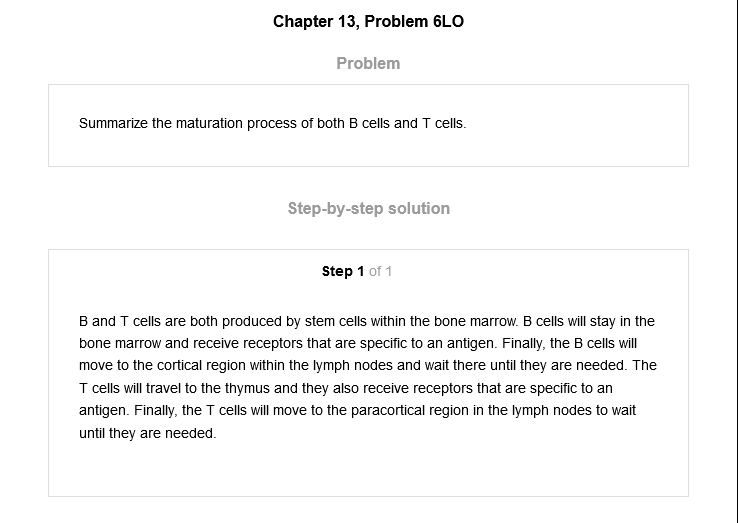 Chapter 13, Problem 6LO
Problem
Summarize the maturation process of both B cells and T cells.
Step-by-step solution
Step 1 of 1
B and T cells are both produced by stem cells within the bone marrow. B cells will stay in the
bone marrow and receive receptors that are specific to an antigen. Finally, the B cells will
move to the cortical region within the lymph nodes and wait there until they are needed. The
T cells will travel to the thymus and they also receive receptors that are specific to an
antigen. Finally, the T cells will move to the paracortical region in the lymph nodes to wait
until they are needed.